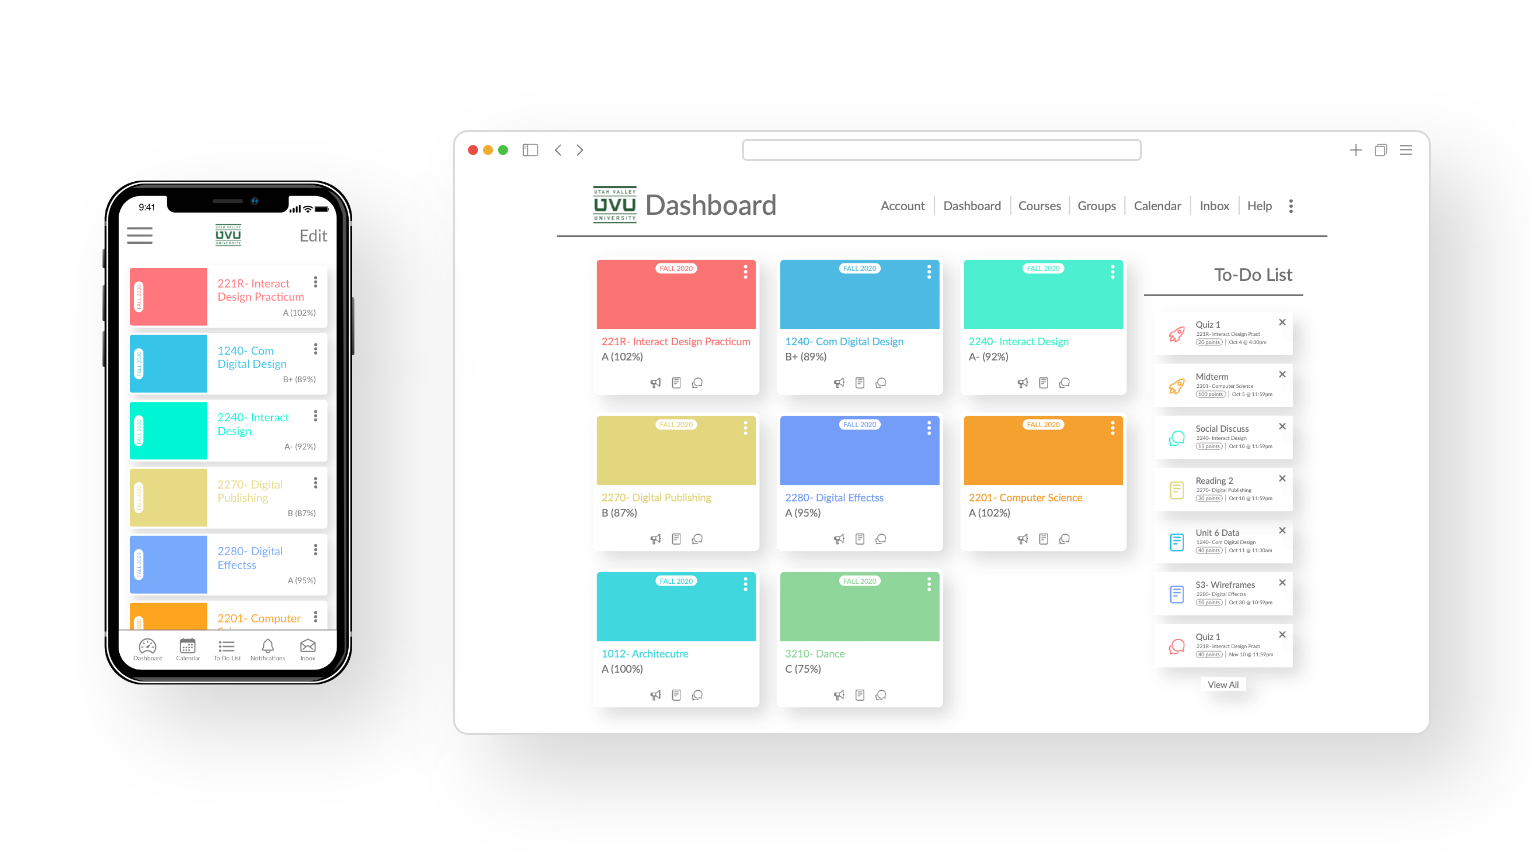 9:41
UTAH VALLEY
UVU
UNIVERSITY
Edit
FALL 2020
221R- Interact
Design Practicum
A (102%)
FALL 2020
1240- Com
Digital Design
B+ (89%)
FALL 2020
2240- Interact
Design
A- (92%)
FALL 2020
2270- Digital
Publishing
B (87%)
FALL 2020
2280- Digital
Effectss
A (95%)
2201- Computer
Dashboard
Calendar
To Do List
Notifications
Inbox
UTAH VALLEY
UVU
UNIVERSITY
Dashboard
Account
Dashboard
Courses
Groups
Calendar
Inbox
Help
FALL 2020
221R- Interact Design Practicum
A (102%)
FALL 2020
1240- Com Digital Design
B+ (89%)
FALL 2020
2240- Interact Design
A- (92%)
FALL 2020
2270- Digital Publishing
B (87%)
FALL 2020
2280- Digital Effectss
A (95%)
FALL 2020
2201- Computer Science
A (102%)
FALL 2020
1012- Architecutre
A (100%)
FALL 2020
3210- Dance
C (75%)
To-Do List
Quiz 1
221R- Interact Design Pract
20 points | Oct 4 @ 4:30pm
Midterm
2201- Computer Science
100 points | Oct 5 @ 11:59pm
Social Discuss
2240- Interact Design
15 points | Oct 10 @ 11:59pm
Reading 2
2270- Digital Publishing
30 points | Oct 10 @ 11:59pm
Unit 6 Data
1240- Com Digital Design
40 points | Oct 11 @ 11:30am
S3- Wireframes
2280- Digital Effectss
10 points | Oct 30 @ 10:59pm
Quiz 1
221R- Interact Design Pract
40 points | Nov 10 @ 11:59pm
View All